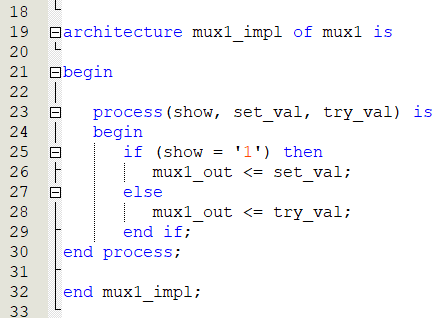 18
19 architecture mux1_impl of mux1 is
20
21 begin
22
23 process(show, set_val, try_val) is
24 begin
25 if (show = '1') then
26 mux1_out <= set_val;
27 else
28 mux1_out <= try_val;
29 end if;
30 end process;
31
32 end mux1_impl;
33